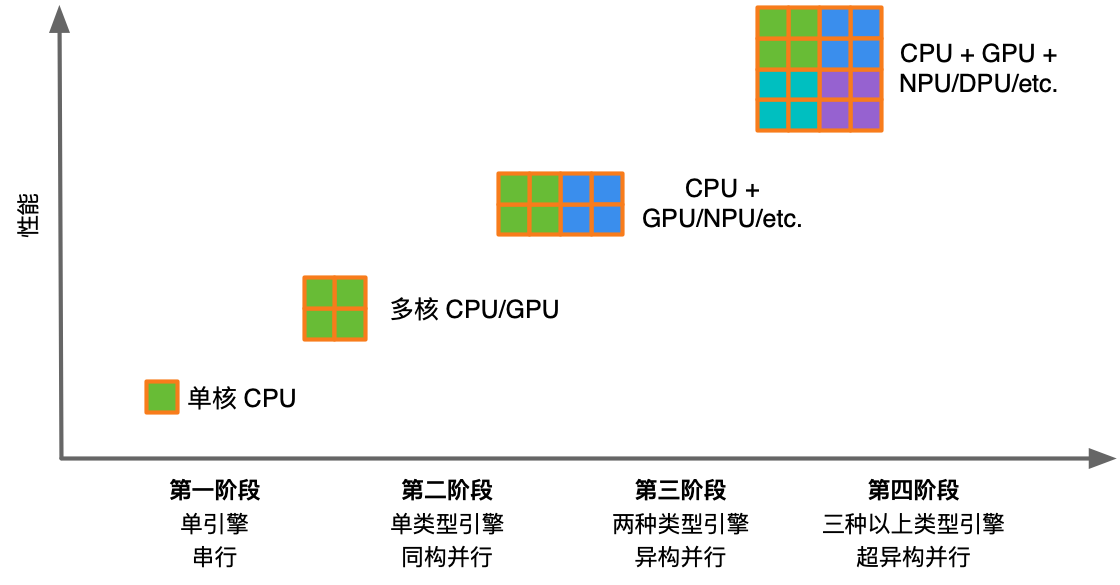 CPU + GPU +
NPU/DPU/etc.
CPU +
GPU/NPU/etc.
性能
多核 CPU/GPU
单核 CPU
第一阶段
单引擎
串行
第二阶段
单类型引擎
同构并行
第三阶段
两种类型引擎
异构并行
第四阶段
三种以上类型引擎
超异构并行